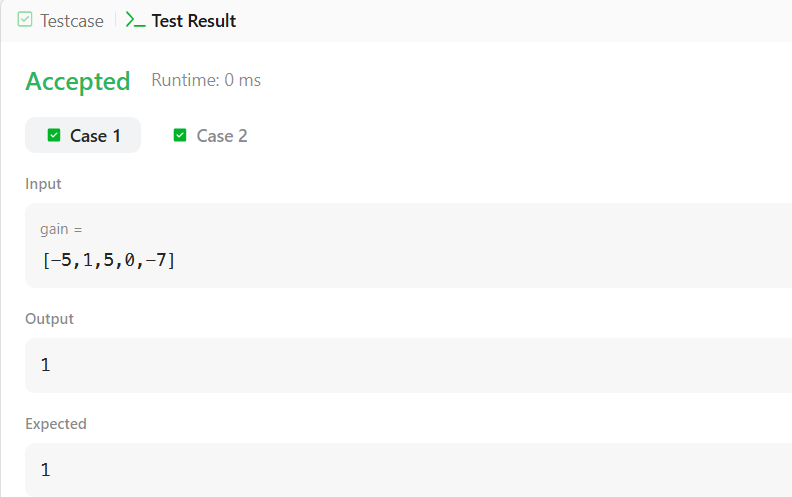 Testcase
Test Result
Accepted Runtime: 0 ms
Case 1 Case 2
Input
gain =
[-5,1,5,0,-7]
Output
1
Expected
1